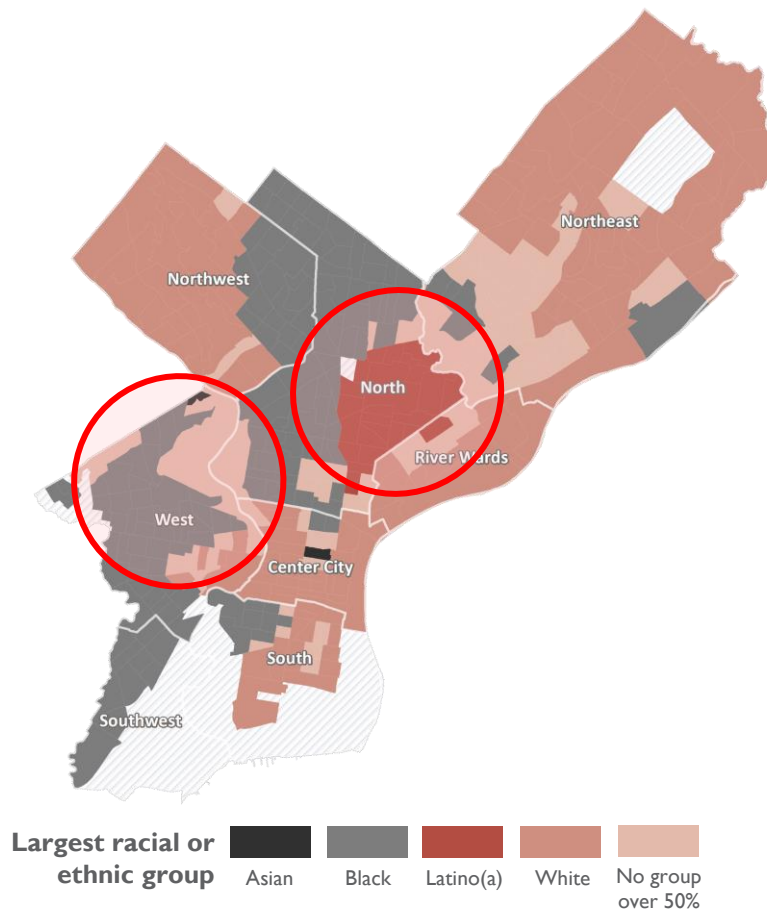 Northeast
Northwest
North
River Wards
West
Center City
South
Southwest
Largest racial or
ethnic group
Asian
Black
Latino(a)
White
No group
over 50%